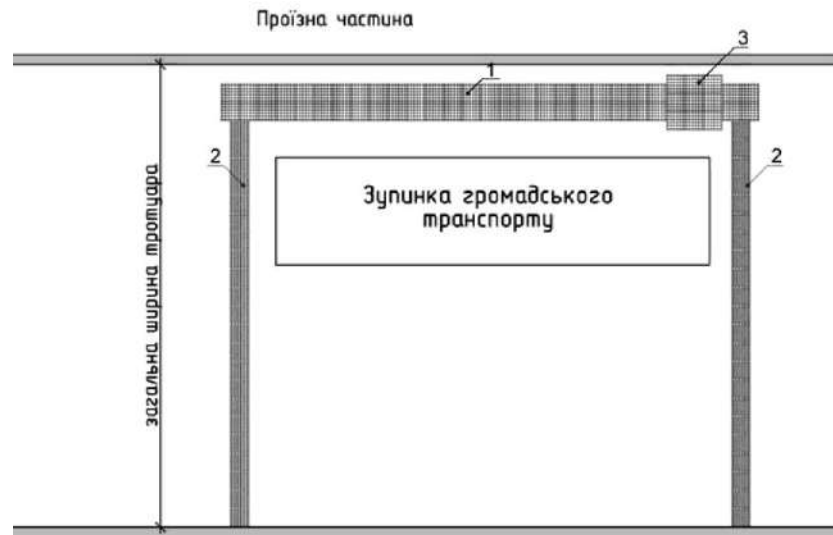 Проїзна частина
3
1
2
2
Зупинка громадського
транспорту
загальна ширина тротуара